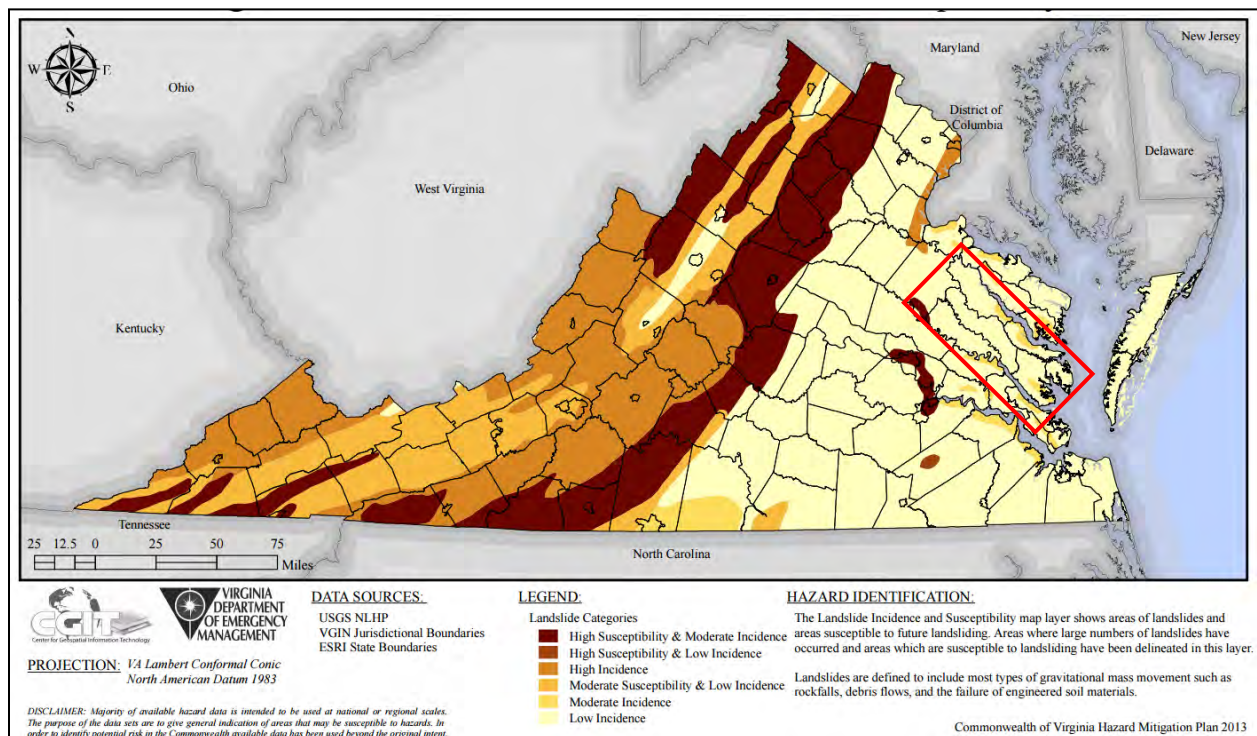 N
W E
S
Ohio
Maryland
New Jersey
District of
Columbia
Delaware
West Virginia
Kentucky
Tennessee
North Carolina
25 12.5 0 25 50 75
Miles
CGIT
Center for Geospatial Information Technology
VIRGINIA
DEPARTMENT
OF EMERGENCY
MANAGEMENT
PROJECTION: VA Lambert Conformal Conic
North American Datum 1983
DISCLAIMER: Majority of available hazard data is intended to be used at national or regional scales.
The purpose of the data sets are to give general indication of areas that may be susceptible to hazards. In
order to identify potential risk in the Commonwealth available data has been used beyond the original intent.
DATA SOURCES:
USGS NLHP
VGIN Jurisdictional Boundaries
ESRI State Boundaries
LEGEND:
Landslide Categories
High Susceptibility & Moderate Incidence
High Susceptibility & Low Incidence
High Incidence
Moderate Susceptibility & Low Incidence
Moderate Incidence
Low Incidence
HAZARD IDENTIFICATION:
The Landslide Incidence and Susceptibility map layer shows areas of landslides and
areas susceptible to future landsliding. Areas where large numbers of landslides have
occurred and areas which are susceptible to landsliding have been delineated in this layer.
Landslides are defined to include most types of gravitational mass movement such as
rockfalls, debris flows, and the failure of engineered soil materials.
Commonwealth of Virginia Hazard Mitigation Plan 2013